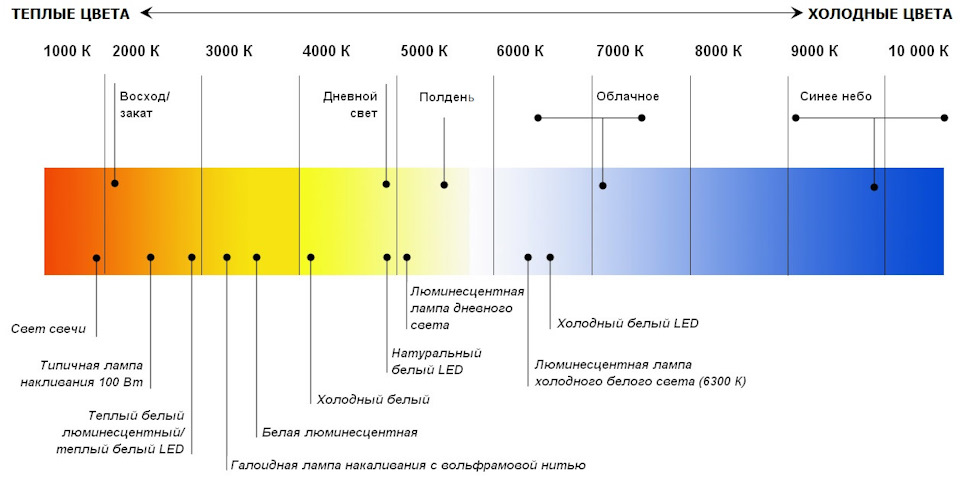 ТЕПЛЫЕ ЦВЕТА
ХОЛОДНЫЕ ЦВЕТА
1000 К 2000 К 3000 К 4000 К 5000 К 6000 К 7000 К 8000 К 9000 К 10 000 К
Восход/
закат
Дневной
свет
Полдень
Облачное
Синее небо
Свет свечи
Типичная лампа
накливания 100 Вт
Теплый белый
люминесцентный/
теплый белый LED
Галоидная лампа накаливания с вольфрамовой нитью
Белая люминесцентная
Холодный белый
Натуральный
белый LED
Люминесцентная
лампа дневного
света
Люминесцентная лампа
холодного белого света (6300 К)
Холодный белый LED